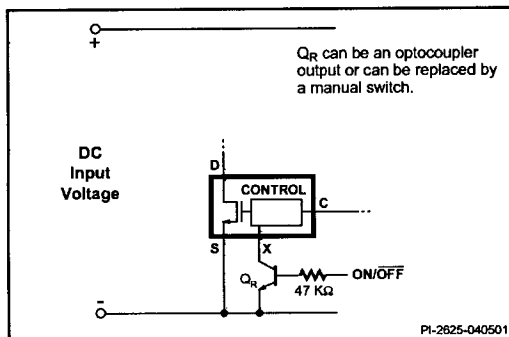 +
QR can be an optocoupler
output or can be replaced by
a manual switch.
DC
Input
Voltage
D
CONTROL
C
S
X
QR
47 KΩ
ON/O̅F̅F̅
-
PI-2625-040501